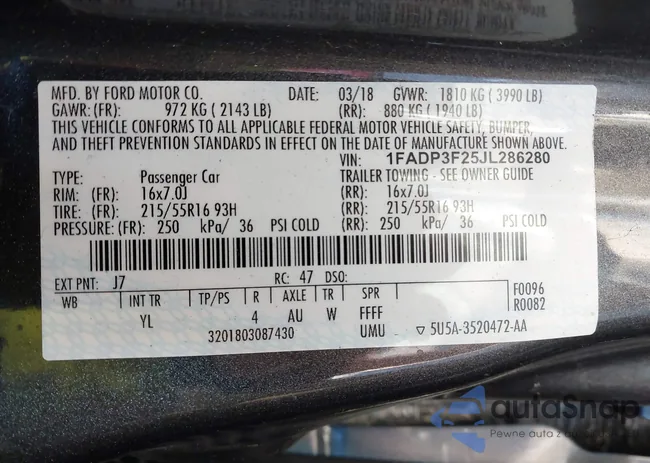 MFD. BY FORD MOTOR CO. DATE: 03/18 GVWR: 1810 KG ( 3990 LB)
GAWR: (FR): 972 KG ( 2143 LB) (RR): 880 KG ( 1940 LB)
THIS VEHICLE CONFORMS TO ALL APPLICABLE FEDERAL MOTOR VEHICLE SAFETY, BUMPER,
AND THEFT PREVENTION STANDARDS IN EFFECT ON THE DATE OF MANUFACTURE SHOWN ABOVE.
VIN: 1FADP3F25JL286280
TYPE: Passenger Car TRAILER TOWING - SEE OWNER GUIDE
RIM: (FR): 16x7.0J (RR): 16x7.0J
TIRE: (FR): 215/55R16 93H (RR): 215/55R16 93H
PRESSURE: (FR): 250 kPa/ 36 PSI COLD (RR): 250 kPa/ 36 PSI COLD
EXT PNT: J7 RC: 47 DSO: F0096
WB INT TR TP/PS R AXLE TR SPR R0082
YL 4 AU W FFFF
3201803087430 UMU ▽ 5U5A-3520472-AA
autoSnap
Pewne auta z